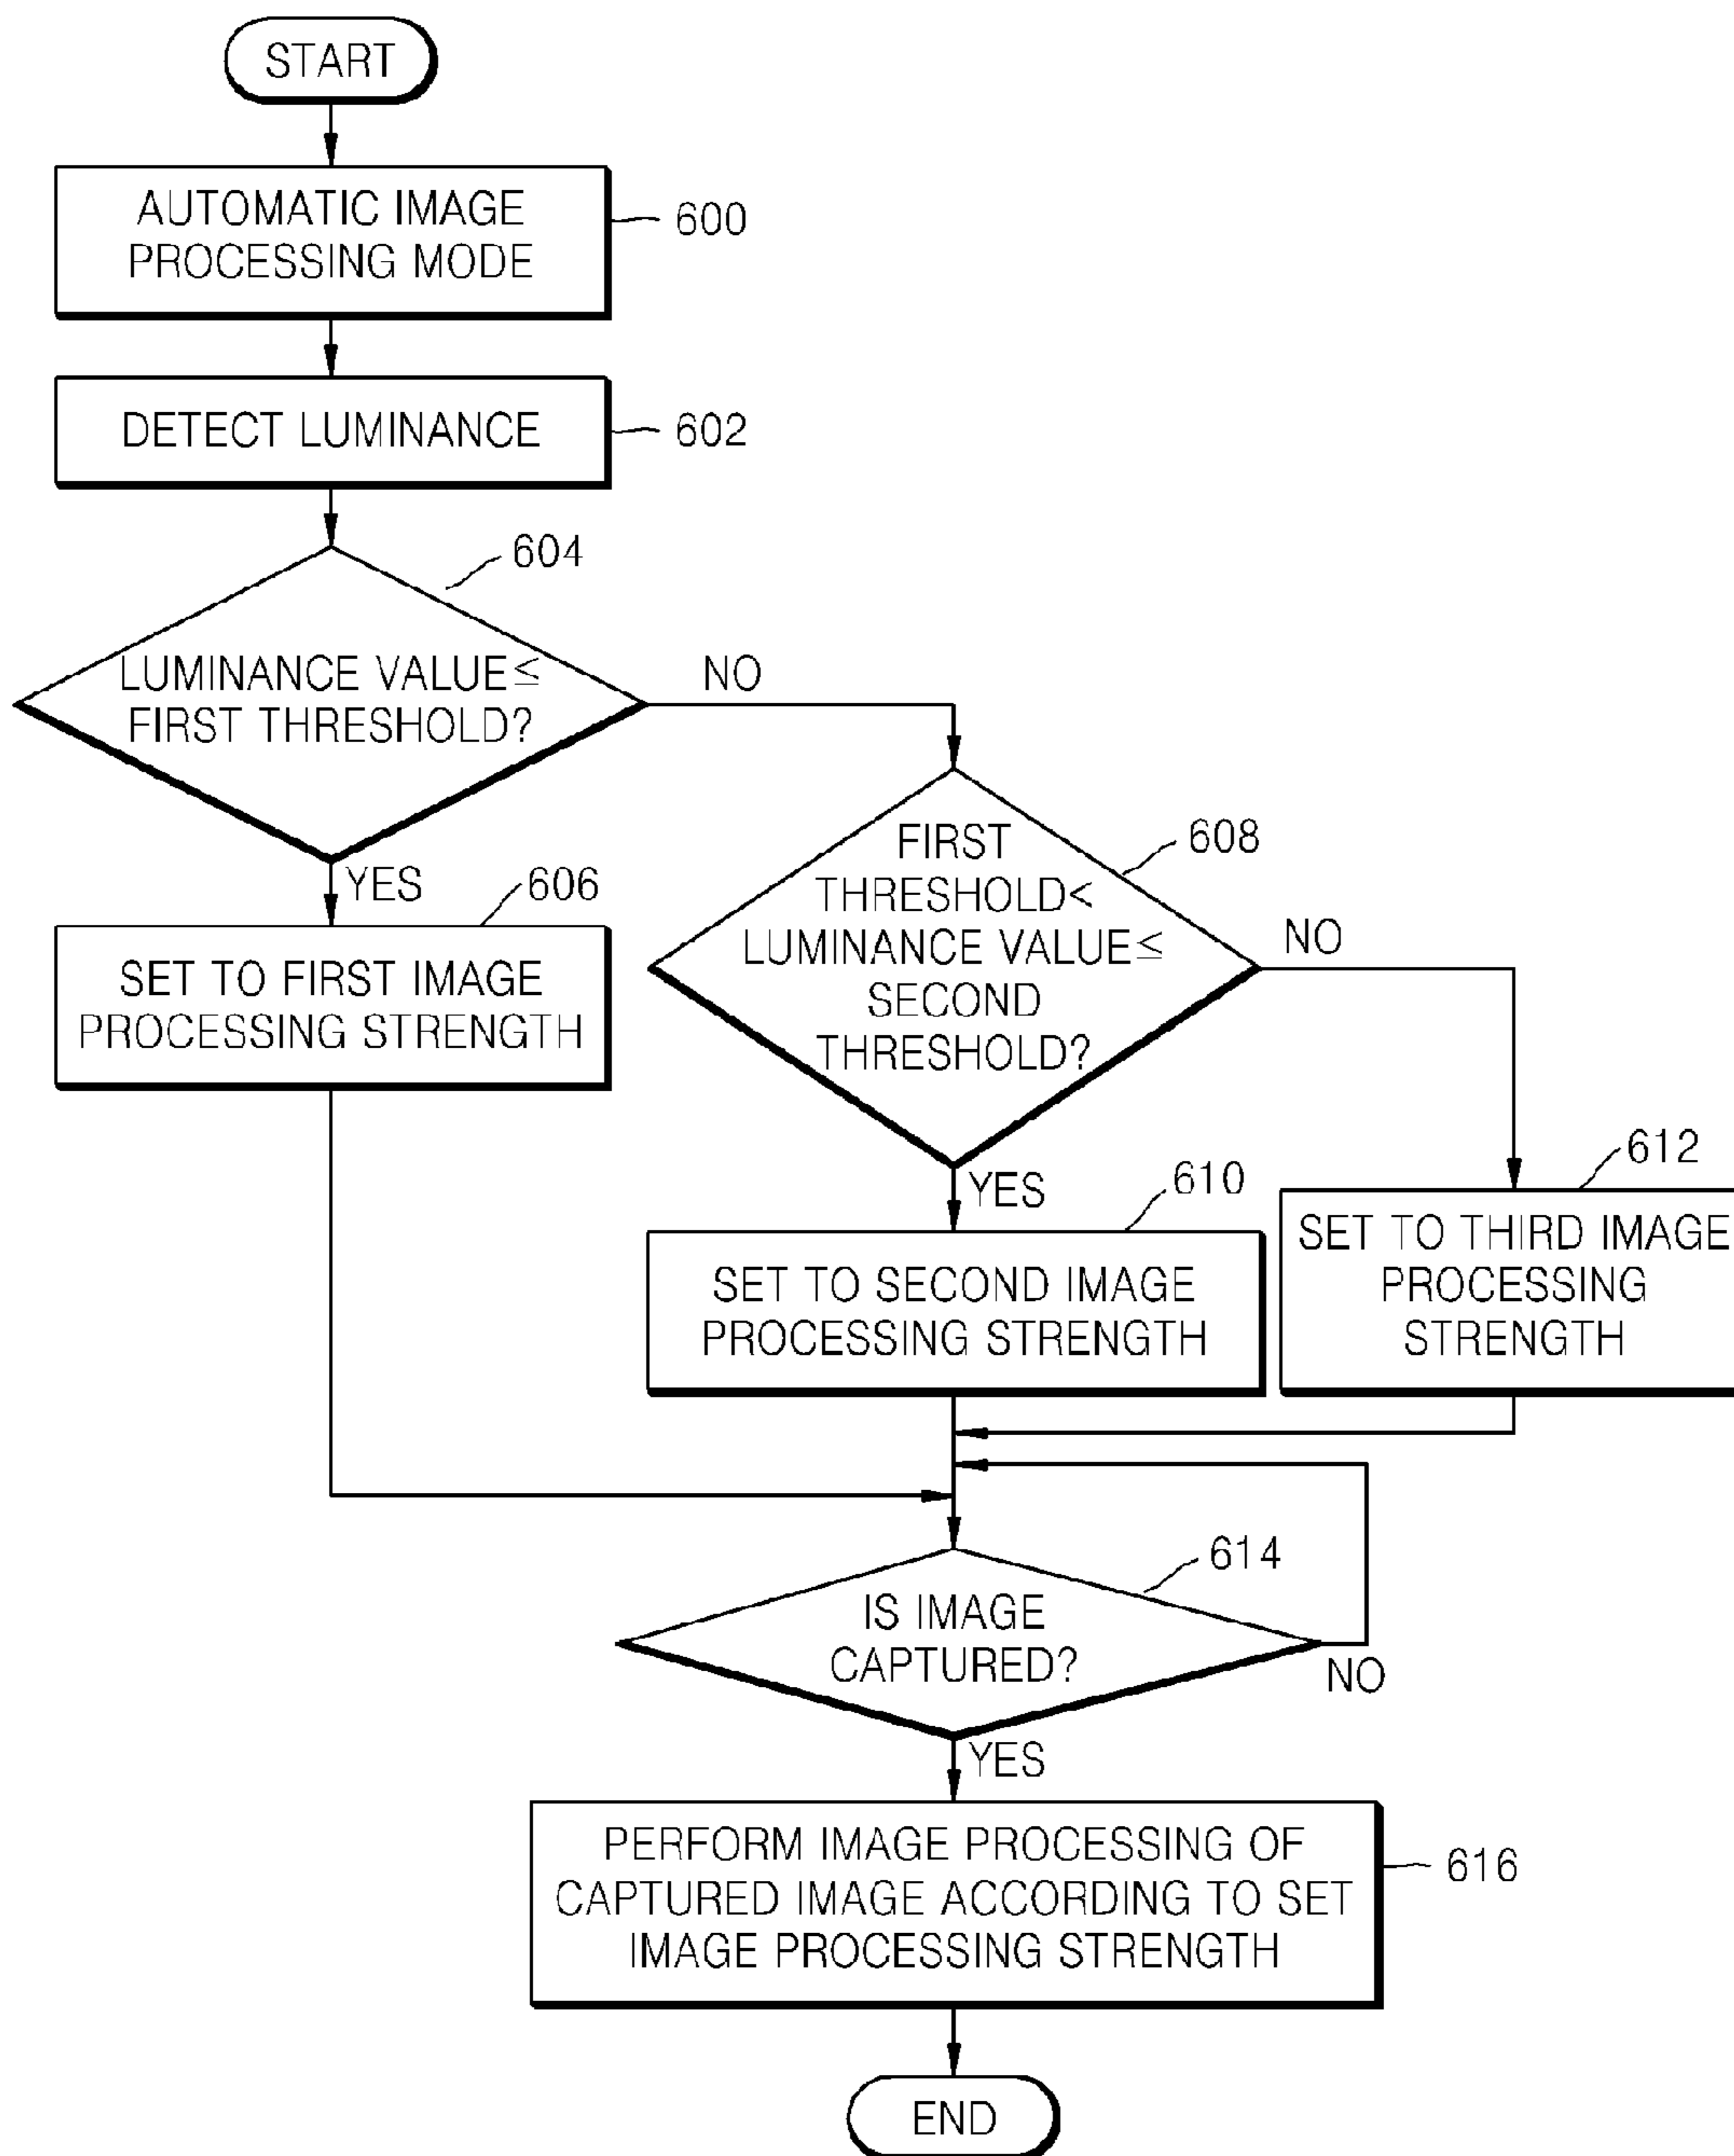 START
AUTOMATIC IMAGE
PROCESSING MODE
600
DETECT LUMINANCE
602
604
LUMINANCE VALUE≤
FIRST THRESHOLD?
NO
YES
606
SET TO FIRST IMAGE
PROCESSING STRENGTH
608
FIRST
THRESHOLD<
LUMINANCE VALUE≤
SECOND
THRESHOLD?
NO
YES
610
SET TO SECOND IMAGE
PROCESSING STRENGTH
612
SET TO THIRD IMAGE
PROCESSING
STRENGTH
614
IS IMAGE
CAPTURED?
NO
YES
PERFORM IMAGE PROCESSING OF
CAPTURED IMAGE ACCORDING TO SET
IMAGE PROCESSING STRENGTH
616
END